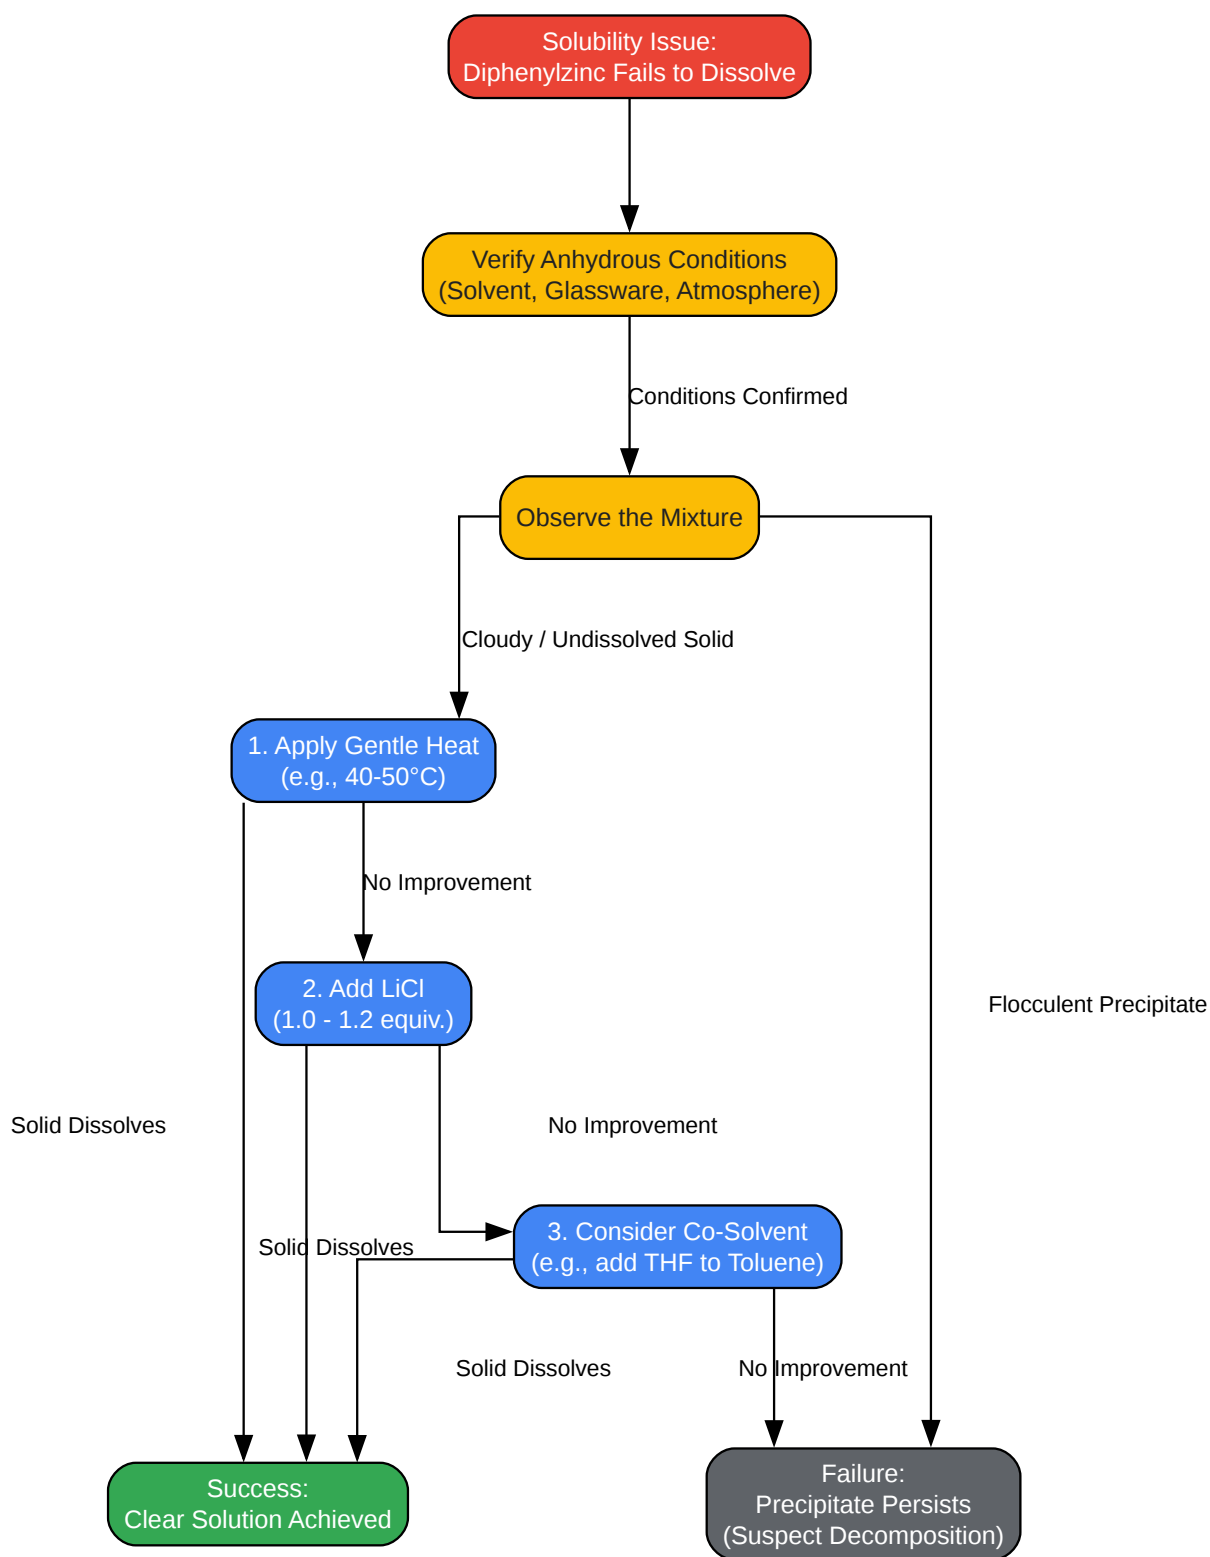 Solubility Issue:
Diphenylzinc Fails to Dissolve
Verify Anhydrous Conditions
(Solvent, Glassware, Atmosphere)
Conditions Confirmed
Observe the Mixture
Cloudy / Undissolved Solid
1. Apply Gentle Heat
(e.g., 40-50°C)
No Improvement
2. Add LiCl
(1.0 - 1.2 equiv.)
Flocculent Precipitate
Solid Dissolves
No Improvement
3. Consider Co-Solvent
(e.g., add THF to Toluene)
Solid Dissolves
Solid Dissolves
No Improvement
Success:
Clear Solution Achieved
Failure:
Precipitate Persists
(Suspect Decomposition)